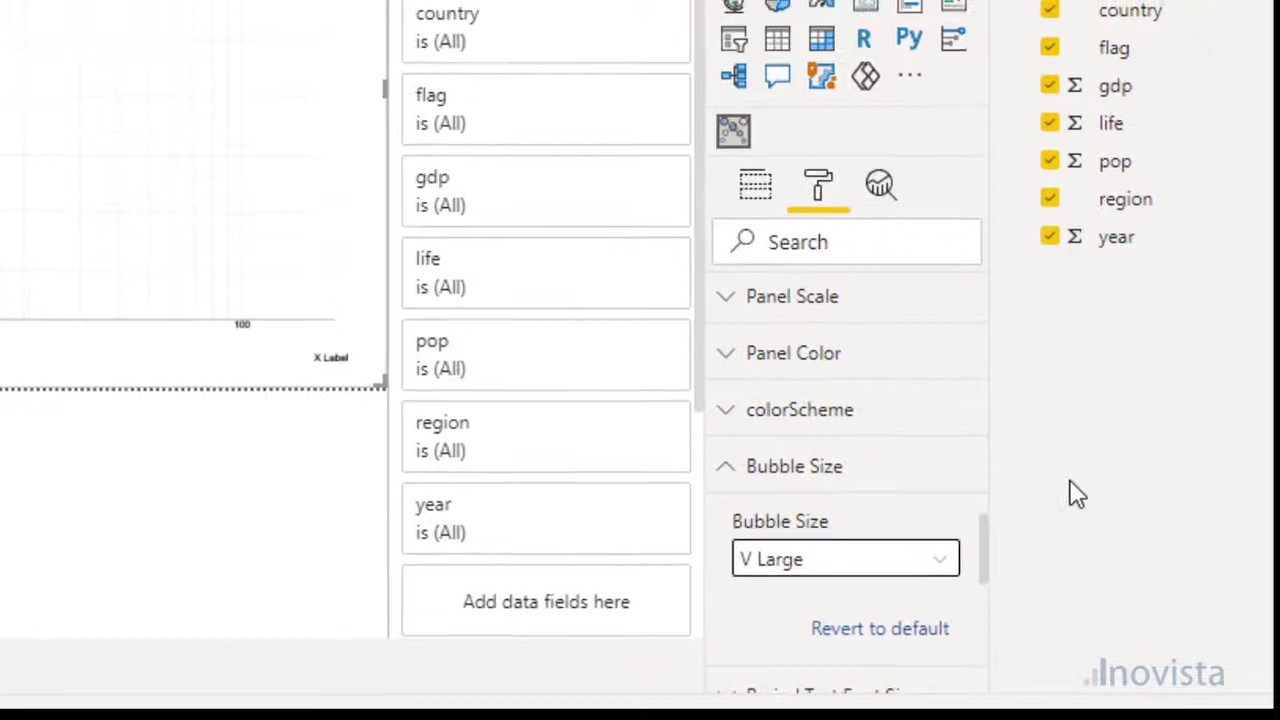 100
X Label
country
is (All)
flag
is (All)
gdp
is (All)
life
is (All)
pop
is (All)
region
is (All)
year
is (All)
Add data fields here
R
Py
Search
Panel Scale
Panel Color
colorScheme
Bubble Size
Bubble Size
V Large
Revert to default
country
flag
Σ gdp
Σ life
Σ pop
region
Σ year
Inovista